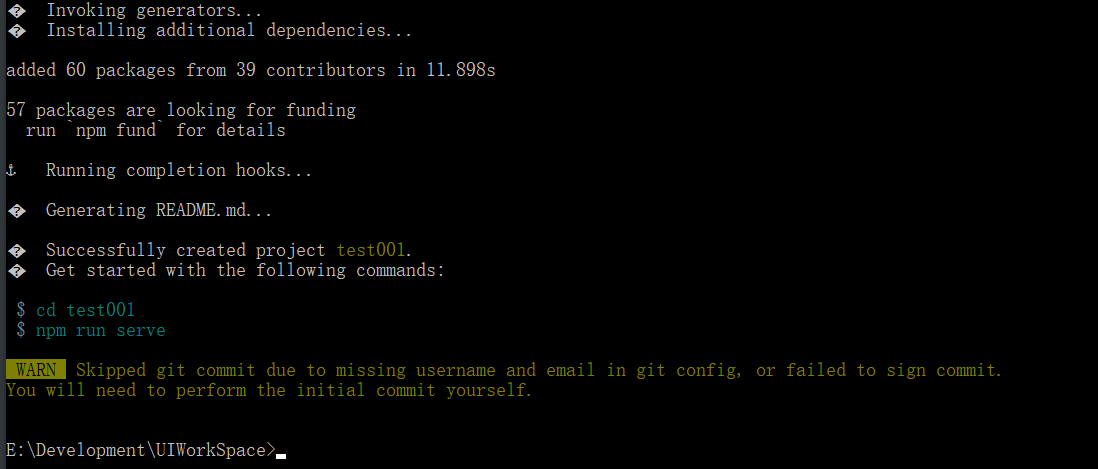 � Invoking generators...
� Installing additional dependencies...
added 60 packages from 39 contributors in 11.898s
57 packages are looking for funding
run `npm fund` for details
⚓ Running completion hooks...
� Generating README.md...
� Successfully created project test001.
� Get started with the following commands:
$ cd test001
$ npm run serve
WARN Skipped git commit due to missing username and email in git config, or failed to sign commit.
You will need to perform the initial commit yourself.
E:\Development\UIWorkSpace>